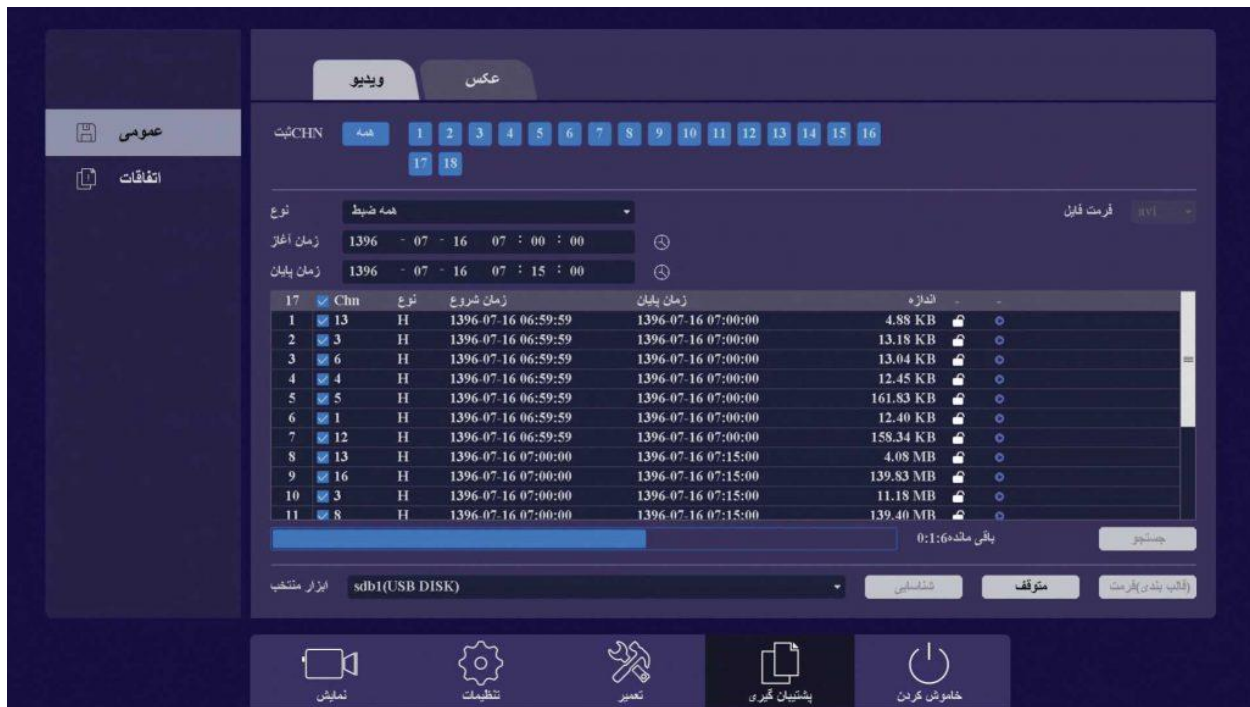 ویدیو عکس
عمومی
اتفاقات
CHNثبت همه 1 2 3 4 5 6 7 8 9 10 11 12 13 14 15 16
17 18
نوع همه ضبط فرمت فایل avi
زمان آغاز 1396 - 07 - 16 07 : 00 : 00
زمان پایان 1396 - 07 - 16 07 : 15 : 00
17 Chn نوع زمان شروع زمان پایان اندازه - -
1 13 H 1396-07-16 06:59:59 1396-07-16 07:00:00 4.88 KB
2 3 H 1396-07-16 06:59:59 1396-07-16 07:00:00 13.18 KB
3 6 H 1396-07-16 06:59:59 1396-07-16 07:00:00 13.04 KB
4 4 H 1396-07-16 06:59:59 1396-07-16 07:00:00 12.45 KB
5 5 H 1396-07-16 06:59:59 1396-07-16 07:00:00 161.83 KB
6 1 H 1396-07-16 06:59:59 1396-07-16 07:00:00 12.40 KB
7 12 H 1396-07-16 06:59:59 1396-07-16 07:00:00 158.34 KB
8 13 H 1396-07-16 07:00:00 1396-07-16 07:15:00 4.08 MB
9 16 H 1396-07-16 07:00:00 1396-07-16 07:15:00 139.83 MB
10 3 H 1396-07-16 07:00:00 1396-07-16 07:15:00 11.18 MB
11 8 H 1396-07-16 07:00:00 1396-07-16 07:15:00 139.40 MB
باقی مانده0:1:6 جستجو
ابزار منتخب sdb1(USB DISK) شناسایی متوقف (قالب بندی)فرمت
نمایش تنظیمات تعمیر پشتیبان گیری خاموش کردن